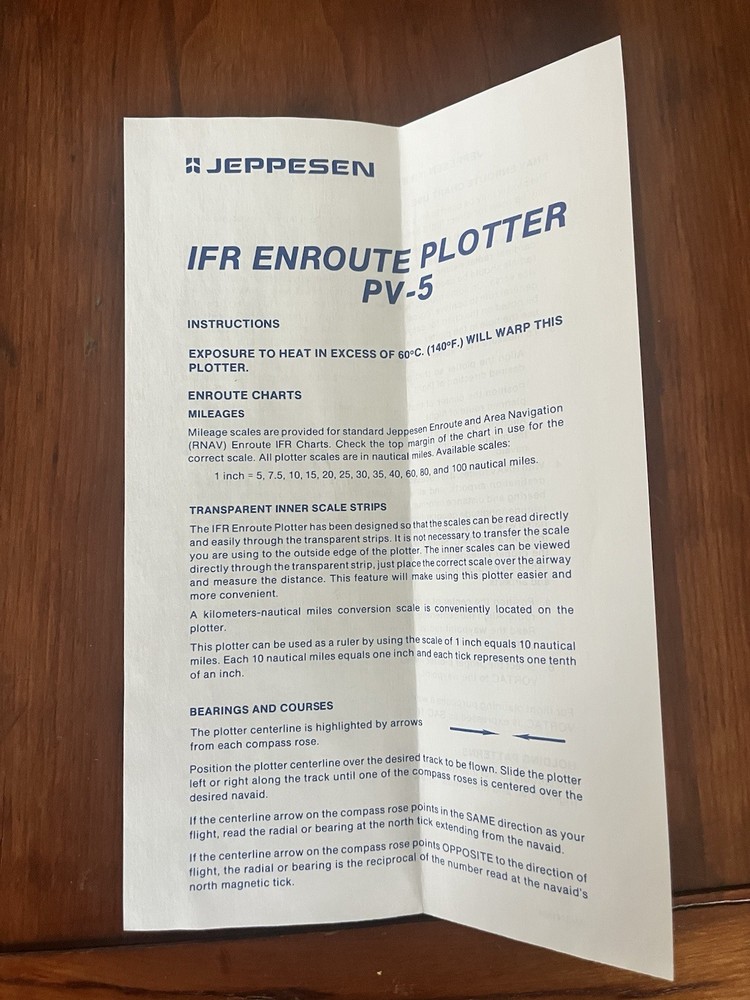 JEPPESEN
IFR ENROUTE PLOTTER
PV-5
INSTRUCTIONS
EXPOSURE TO HEAT IN EXCESS OF 60°C. (140°F.) WILL WARP THIS
PLOTTER.
ENROUTE CHARTS
MILEAGES
Mileage scales are provided for standard Jeppesen Enroute and Area Navigation
(RNAV) Enroute IFR Charts. Check the top margin of the chart in use for the
correct scale. All plotter scales are in nautical miles. Available scales:
1 inch = 5, 7.5, 10, 15, 20, 25, 30, 35, 40, 60, 80, and 100 nautical miles.
TRANSPARENT INNER SCALE STRIPS
The IFR Enroute Plotter has been designed so that the scales can be read directly
and easily through the transparent strips. It is not necessary to transfer the scale
you are using to the outside edge of the plotter. The inner scales can be viewed
directly through the transparent strip, just place the correct scale over the airway
and measure the distance. This feature will make using this plotter easier and
more convenient.
A kilometers-nautical miles conversion scale is conveniently located on the
plotter.
This plotter can be used as a ruler by using the scale of 1 inch equals 10 nautical
miles. Each 10 nautical miles equals one inch and each tick represents one tenth
of an inch.
BEARINGS AND COURSES
The plotter centerline is highlighted by arrows
from each compass rose.
Position the plotter centerline over the desired track to be flown. Slide the plotter
left or right along the track until one of the compass roses is centered over the
desired navaid.
If the centerline arrow on the compass rose points in the SAME direction as your
flight, read the radial or bearing at the north tick extending from the navaid.
If the centerline arrow on the compass rose points OPPOSITE to the direction of
flight, the radial or bearing is the reciprocal of the number read at the navaid's
north magnetic tick.